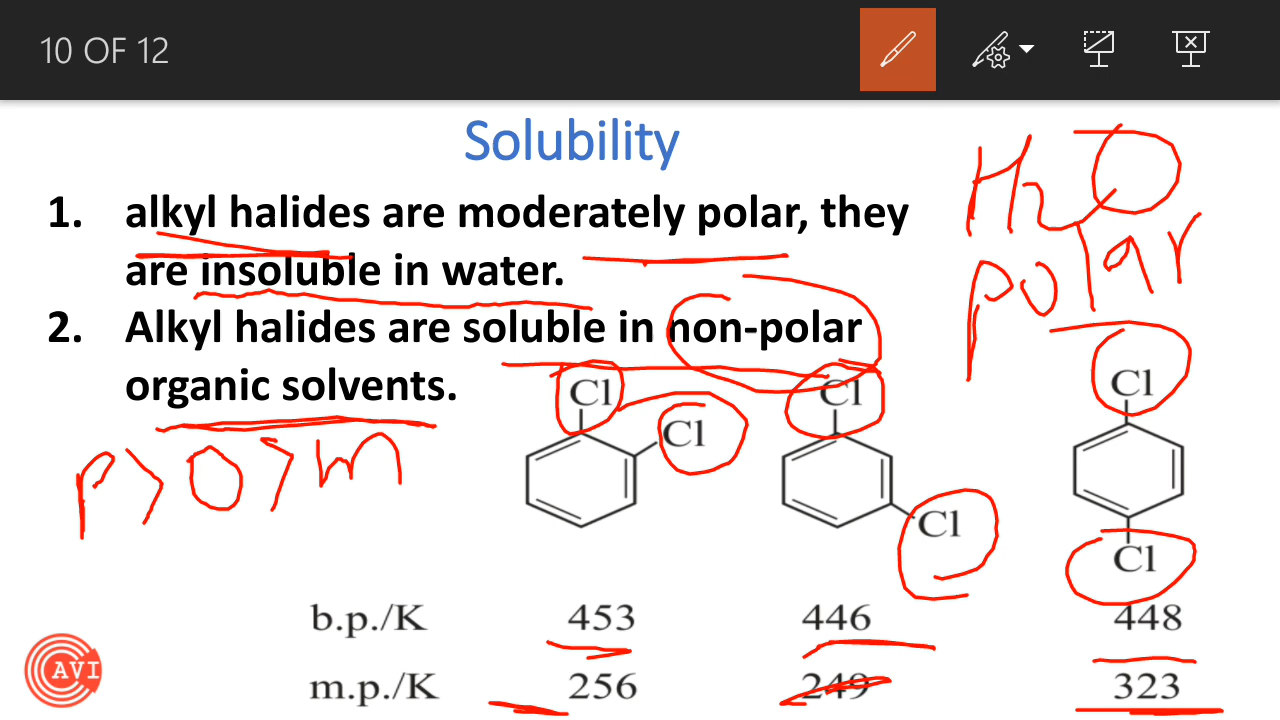 10 OF 12
Solubility
1. alkyl halides are moderately polar, they
are insoluble in water.
2. Alkyl halides are soluble in non-polar
organic solvents.
H2O
polar
Cl Cl Cl
Cl
p>o>m
Cl
Cl
b.p./K 453 446 448
m.p./K 256 249 323
AVI